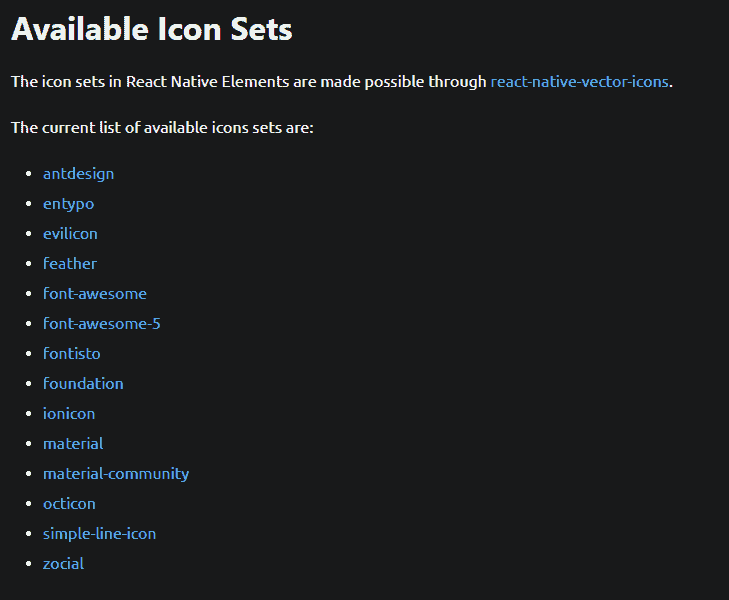 Available Icon Sets
The icon sets in React Native Elements are made possible through react-native-vector-icons.
The current list of available icons sets are:
• antdesign
• entypo
• evilicon
• feather
• font-awesome
• font-awesome-5
• fontisto
• foundation
• ionicon
• material
• material-community
• octicon
• simple-line-icon
• zocial